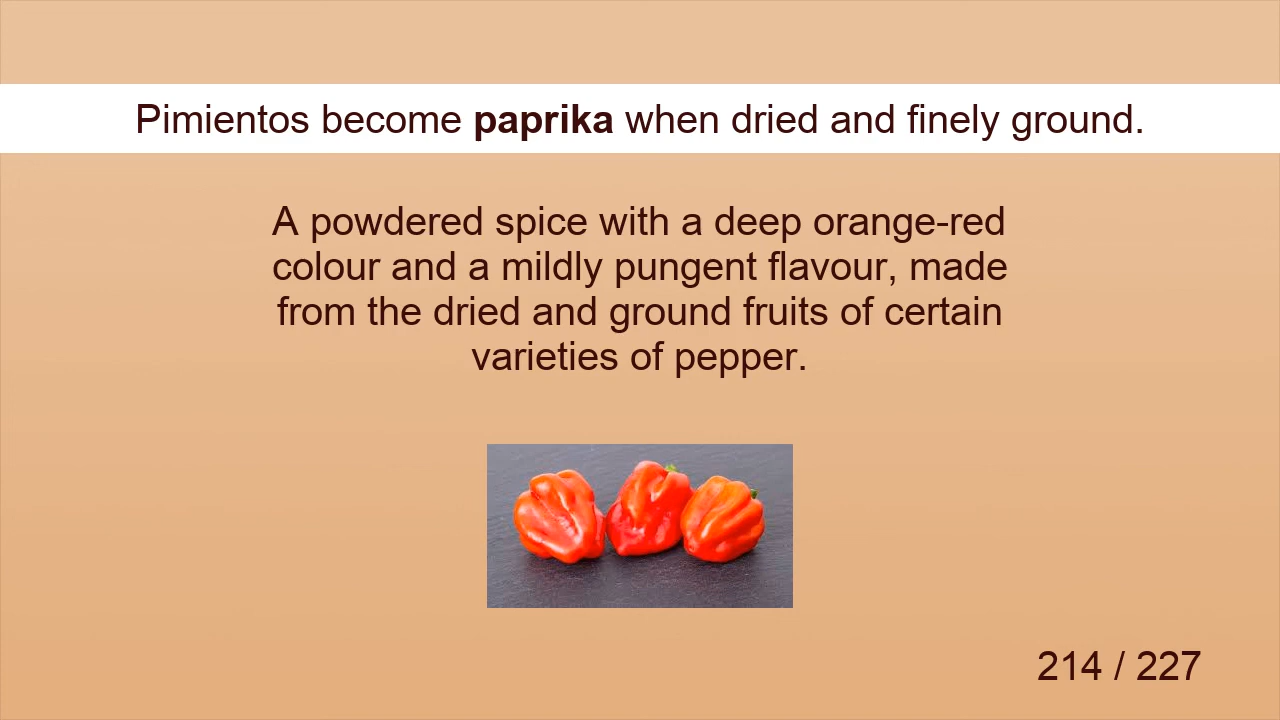 Pimientos become paprika when dried and finely ground.
A powdered spice with a deep orange-red
colour and a mildly pungent flavour, made
from the dried and ground fruits of certain
varieties of pepper.
214 / 227